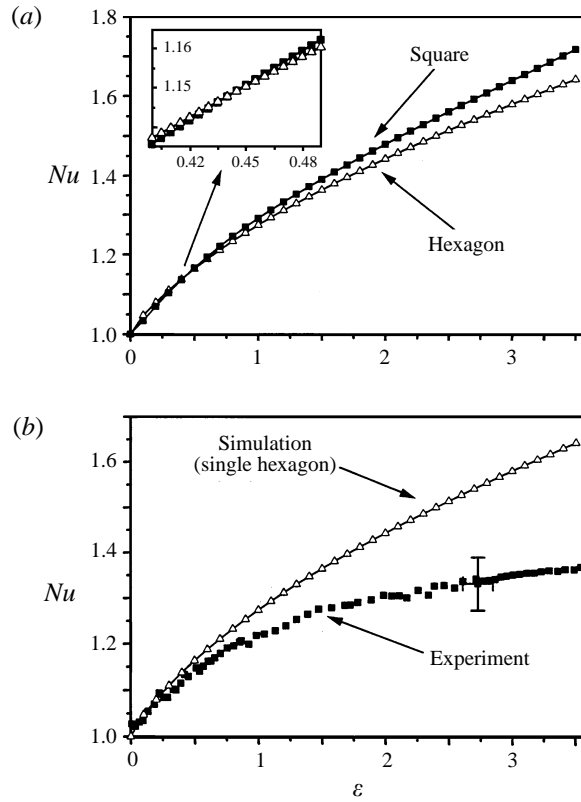 (a)
1.8
1.6
Nu
1.4
1.2
1.0
1.16
1.15
0.42
0.45
0.48
Square
Hexagon
0
1
2
3
(b)
1.6
1.4
Nu
1.2
1.0
Simulation
(single hexagon)
Experiment
0
1
2
3
ε